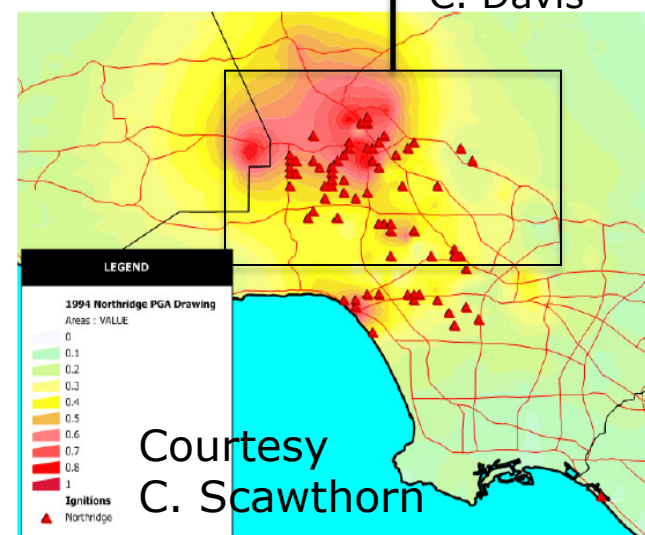 C. Davis
LEGEND
1994 Northridge PGA Drawing
Areas : VALUE
0
0.1
0.2
0.3
0.4
0.5
0.6
0.7
0.8
1
Ignitions
Northridge
Courtesy
C. Scawthorn